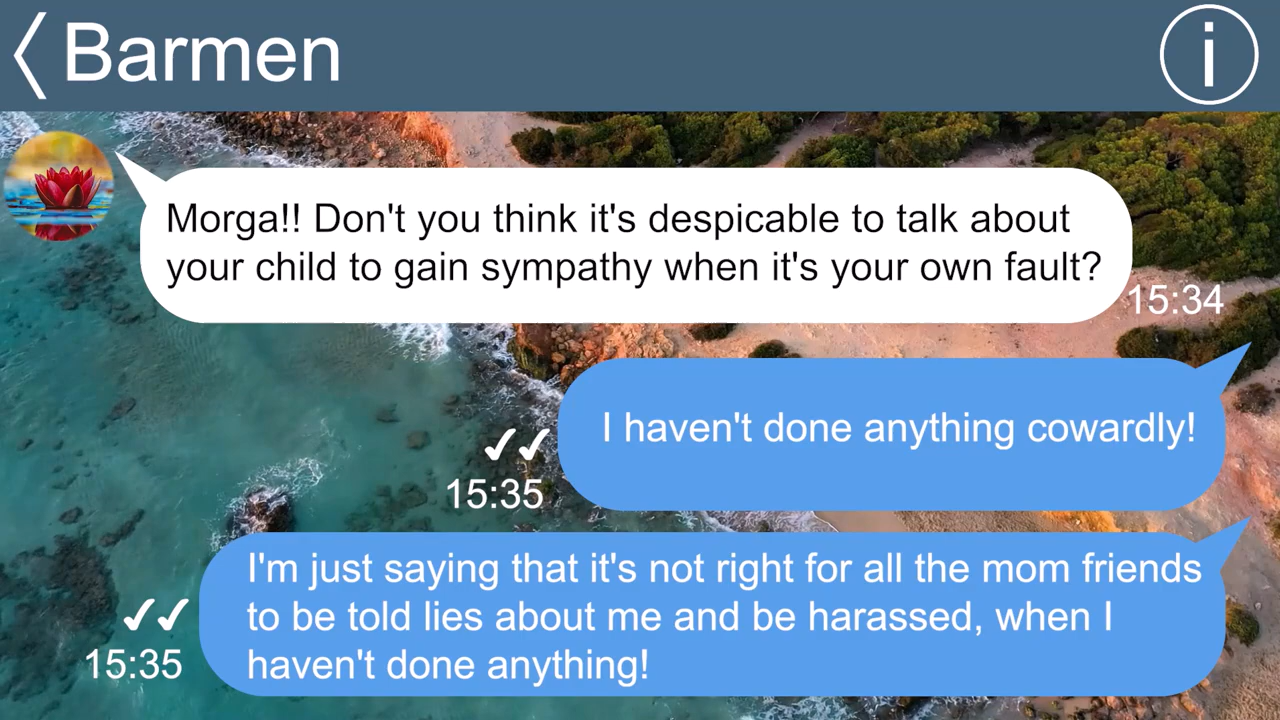 Barmen
i
Morga!! Don't you think it's despicable to talk about
your child to gain sympathy when it's your own fault?
15:34
I haven't done anything cowardly!
15:35
I'm just saying that it's not right for all the mom friends
to be told lies about me and be harassed, when I
haven't done anything!
15:35